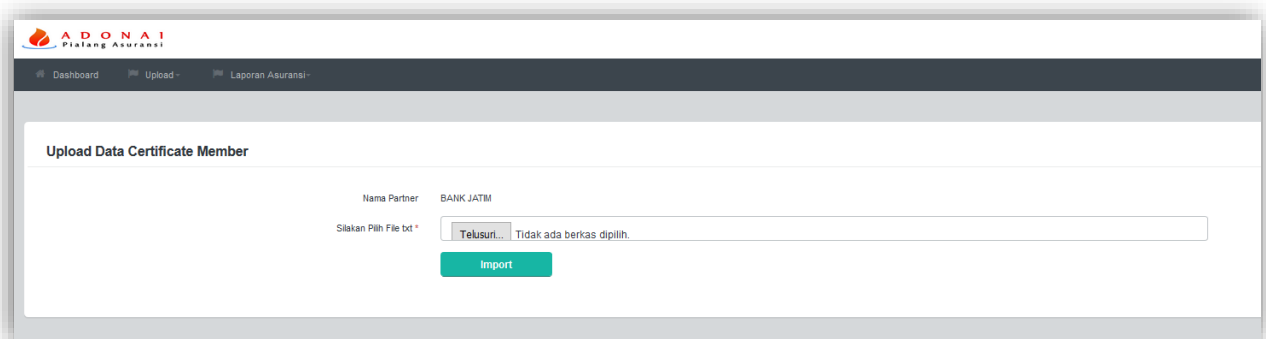 ADONAI
Pialang Asuransi
Dashboard Upload Laporan Asuransi
Upload Data Certificate Member
Nama Partner BANK JATIM
Silakan Pilih File txt * Telusuri... Tidak ada berkas dipilih.
Import